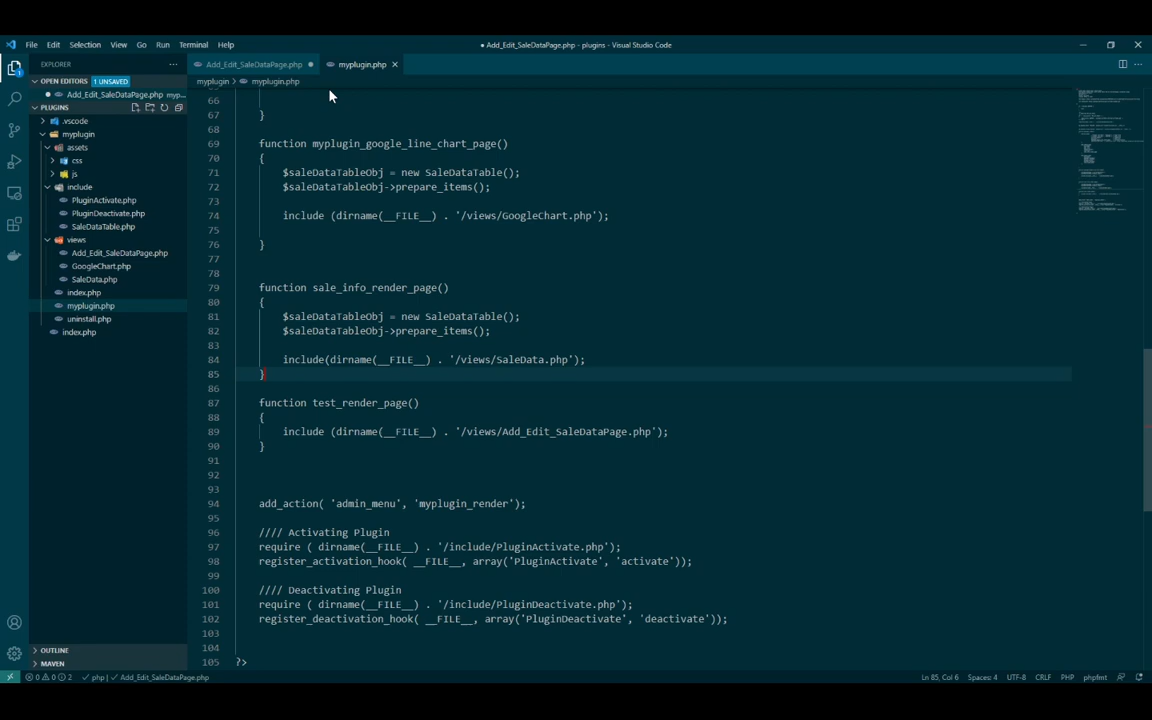 File Edit Selection View Go Run Terminal Help
● Add_Edit_SaleDataPage.php - plugins - Visual Studio Code
EXPLORER
OPEN EDITORS 1 UNSAVED
Add_Edit_SaleDataPage.php myp...
PLUGINS
.vscode
myplugin
assets
css
js
include
PluginActivate.php
PluginDeactivate.php
SaleDataTable.php
views
Add_Edit_SaleDataPage.php
GoogleChart.php
SaleData.php
index.php
myplugin.php
uninstall.php
index.php
OUTLINE
MAVEN
Add_Edit_SaleDataPage.php myplugin.php
myplugin > myplugin.php
66
67 }
68
69 function myplugin_google_line_chart_page()
70 {
71 $saleDataTableObj = new SaleDataTable();
72 $saleDataTableObj->prepare_items();
73
74 include (dirname(__FILE__) . '/views/GoogleChart.php');
75
76 }
77
78
79 function sale_info_render_page()
80 {
81 $saleDataTableObj = new SaleDataTable();
82 $saleDataTableObj->prepare_items();
83
84 include(dirname(__FILE__) . '/views/SaleData.php');
85 }
86
87 function test_render_page()
88 {
89 include (dirname(__FILE__) . '/views/Add_Edit_SaleDataPage.php');
90 }
91
92
93
94 add_action( 'admin_menu', 'myplugin_render');
95
96 //// Activating Plugin
97 require ( dirname(__FILE__) . '/include/PluginActivate.php');
98 register_activation_hook( __FILE__, array('PluginActivate', 'activate'));
99
100 //// Deactivating Plugin
101 require ( dirname(__FILE__) . '/include/PluginDeactivate.php');
102 register_deactivation_hook( __FILE__, array('PluginDeactivate', 'deactivate'));
103
104
105 ?>
0 0 2 php | Add_Edit_SaleDataPage.php
Ln 85, Col 6 Spaces: 4 UTF-8 CRLF PHP phpfmt